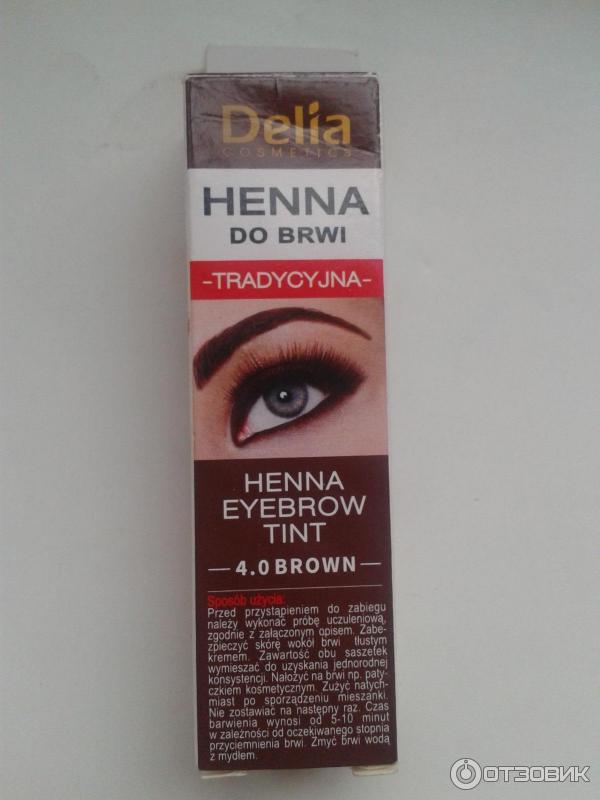 Delia
COSMETICS
HENNA
DO BRWI
-TRADYCYJNA-
HENNA
EYEBROW
TINT
— 4.0 BROWN —
Sposób użycia:
Przed przystąpieniem do zabiegu
należy wykonać próbę uczuleniową,
zgodnie z załączonym opisem. Zabe-
zpieczyć skórę wokół brwi tłustym
kremem. Zawartość obu saszetek
wymieszać do uzyskania jednorodnej
konsystencji. Nałożyć na brwi np. paty-
czkiem kosmetycznym. Zużyć natych-
miast po sporządzeniu mieszanki.
Nie zostawiać na następny raz. Czas
barwienia wynosi od 5-10 minut
w zależności od oczekiwanego stopnia
przyciemnienia brwi. Zmyć brwi wodą
z mydłem.
ОТЗОВИК